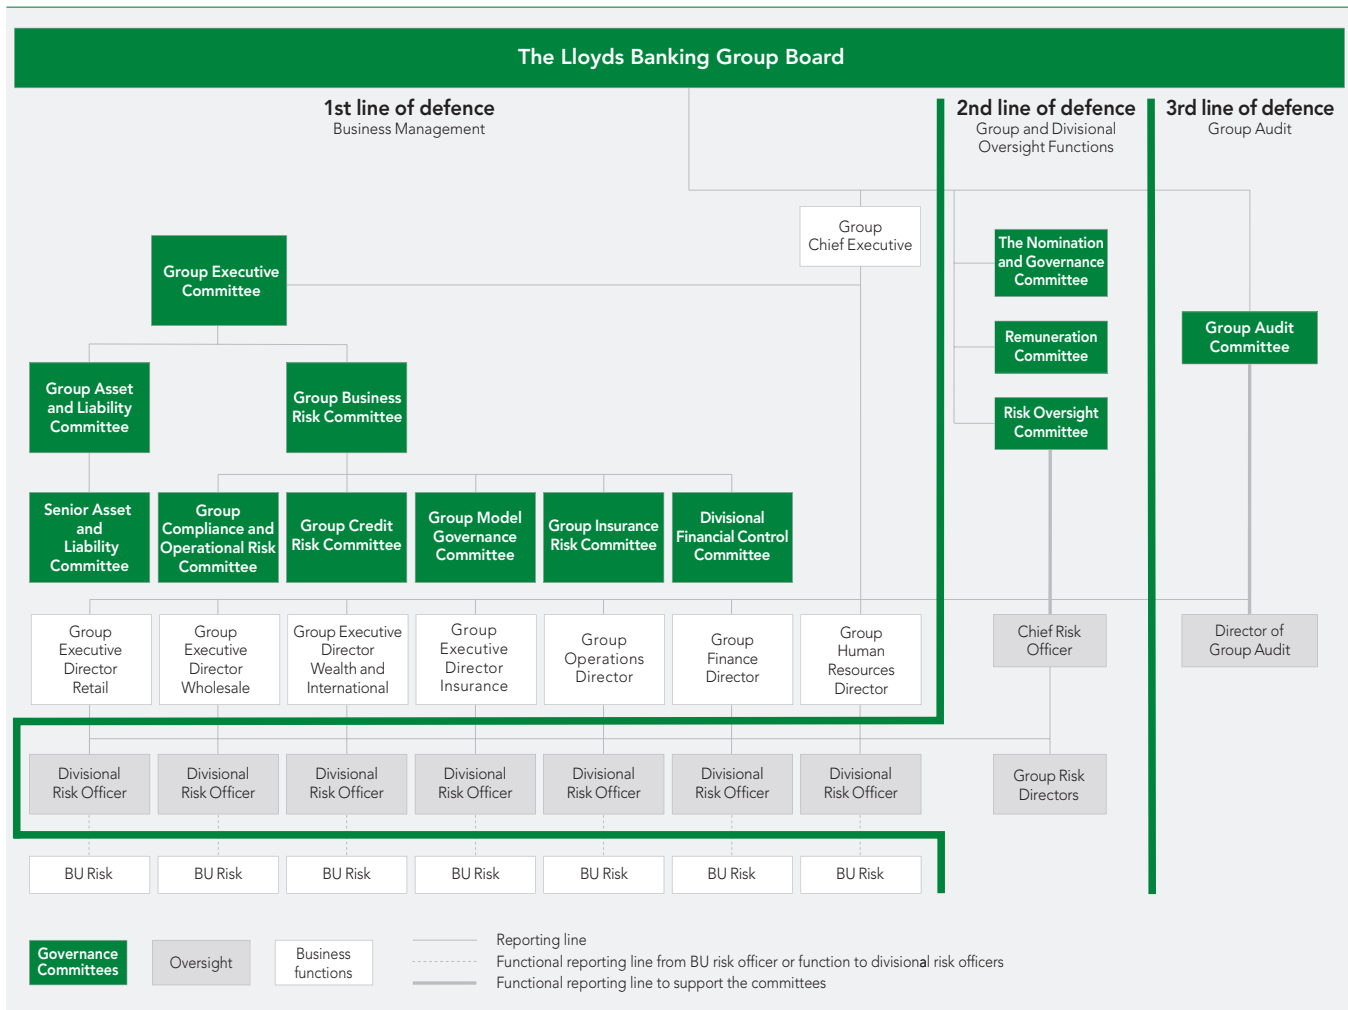 The Lloyds Banking Group Board
1st line of defence
Business Management
2nd line of defence
Group and Divisional
Oversight Functions
3rd line of defence
Group Audit
Group
Chief Executive
The Nomination
and Governance
Committee
Group Executive
Committee
Remuneration
Committee
Group Audit
Committee
Group Asset
and Liability
Committee
Group Business
Risk Committee
Risk Oversight
Committee
Senior Asset
and
Liability
Committee
Group
Compliance and
Operational Risk
Committee
Group Credit
Risk Committee
Group Model
Governance
Committee
Group Insurance
Risk Committee
Divisional
Financial Control
Committee
Group
Executive
Director
Retail
Group
Executive
Director
Wholesale
Group Executive
Director
Wealth and
International
Group
Executive
Director
Insurance
Group
Operations
Director
Group
Finance
Director
Group
Human
Resources
Director
Chief Risk
Officer
Director of
Group Audit
Divisional
Risk Officer
Divisional
Risk Officer
Divisional
Risk Officer
Divisional
Risk Officer
Divisional
Risk Officer
Divisional
Risk Officer
Divisional
Risk Officer
Group Risk
Directors
BU Risk
BU Risk
BU Risk
BU Risk
BU Risk
BU Risk
BU Risk
Governance
Committees
Oversight
Business
functions
Reporting line
Functional reporting line from BU risk officer or function to divisional risk officers
Functional reporting line to support the committees